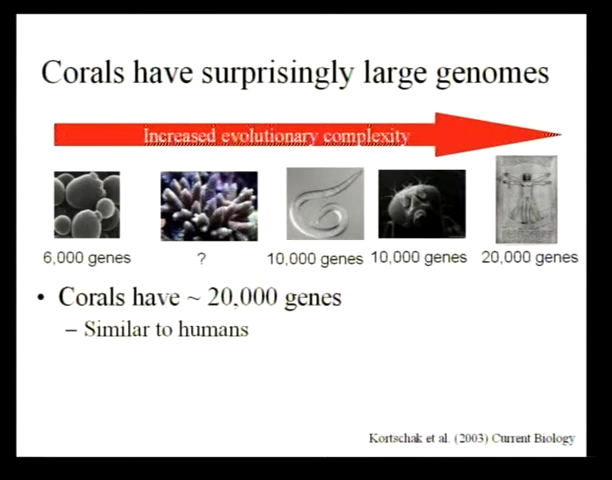 Corals have surprisingly large genomes
Increased evolutionary complexity
6,000 genes ? 10,000 genes 10,000 genes 20,000 genes
• Corals have ~ 20,000 genes
– Similar to humans
Kortschak et al. (2003) Current Biology